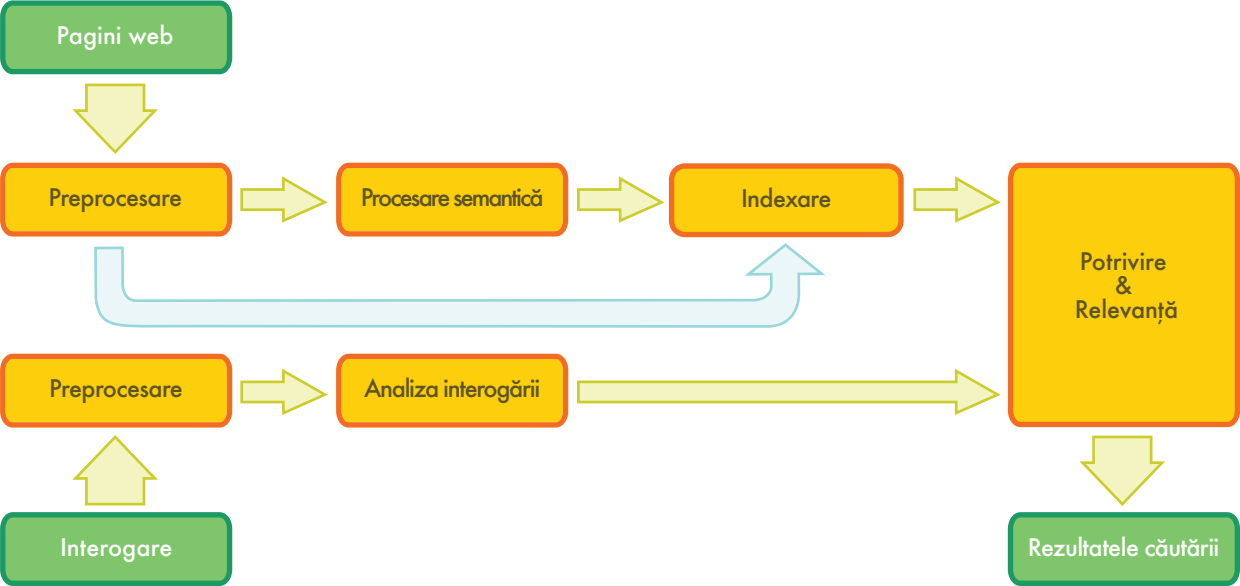 Pagini web
Preprocesare
Procesare semantică
Indexare
Potrivire
&
Relevanță
Preprocesare
Analiza interogării
Interogare
Rezultatele căutării